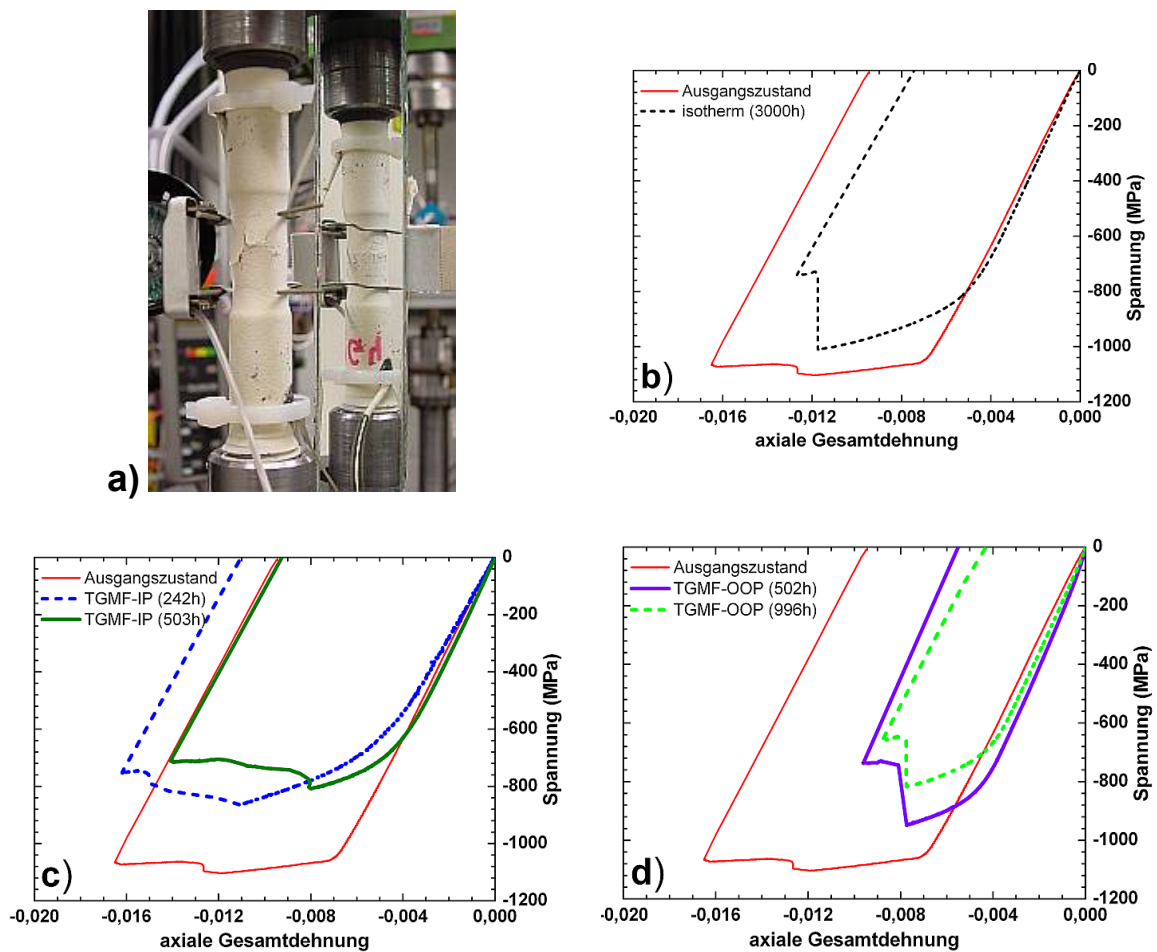 a)
Ausgangszustand
isotherm (3000h)
0
-200
-400
-600
-800
-1000
-1200
Spannung (MPa)
b)
-0,020 -0,016 -0,012 -0,008 -0,004 0,000
axiale Gesamtdehnung
Ausgangszustand
TGMF-IP (242h)
TGMF-IP (503h)
0
-200
-400
-600
-800
-1000
-1200
Spannung (MPa)
c)
-0,020 -0,016 -0,012 -0,008 -0,004 0,000
axiale Gesamtdehnung
Ausgangszustand
TGMF-OOP (502h)
TGMF-OOP (996h)
0
-200
-400
-600
-800
-1000
-1200
Spannung (MPa)
d)
-0,020 -0,016 -0,012 -0,008 -0,004 0,000
axiale Gesamtdehnung